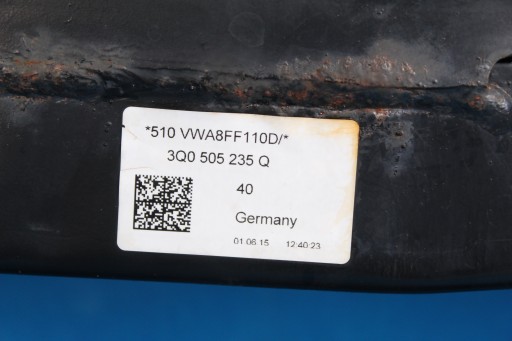 *510 VWA8FF110D/*
3Q0 505 235 Q
40
Germany
01.06.15 12:40:23